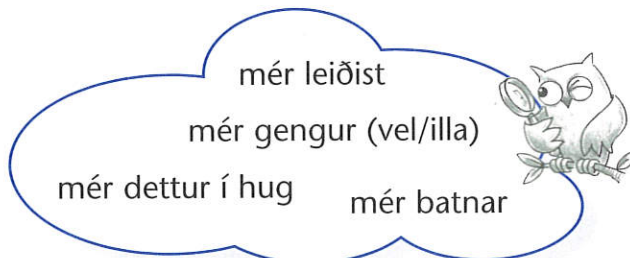 mér leiðist
mér gengur (vel/illa)
mér dettur í hug
mér batnar